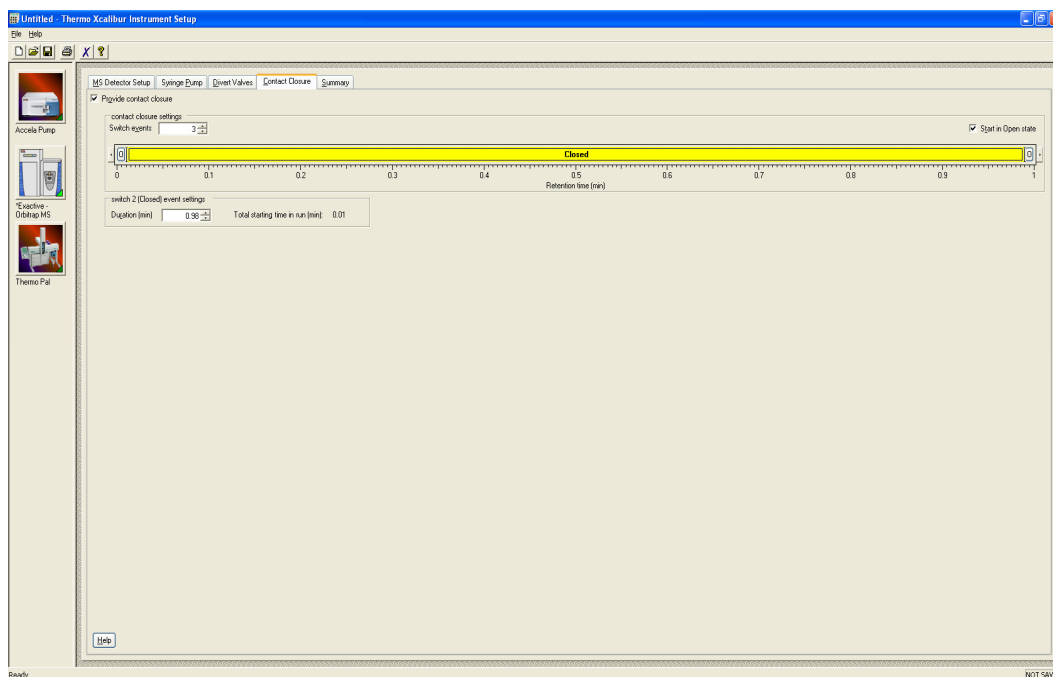 Untitled - Thermo Xcalibur Instrument Setup
File Help
MS Detector Setup Syringe Pump Divert Valves Contact Closure Summary
Provide contact closure
Accela Pump
*Exactive -
Orbitrap MS
Thermo Pal
contact closure settings
Switch events 3 Start in Open state
O Closed O
0 0.1 0.2 0.3 0.4 0.5 0.6 0.7 0.8 0.9 1
Retention time (min)
switch 2 (Closed) event settings
Duration (min) 0.98 Total starting time in run (min): 0.01
Help
Ready NOT SAV